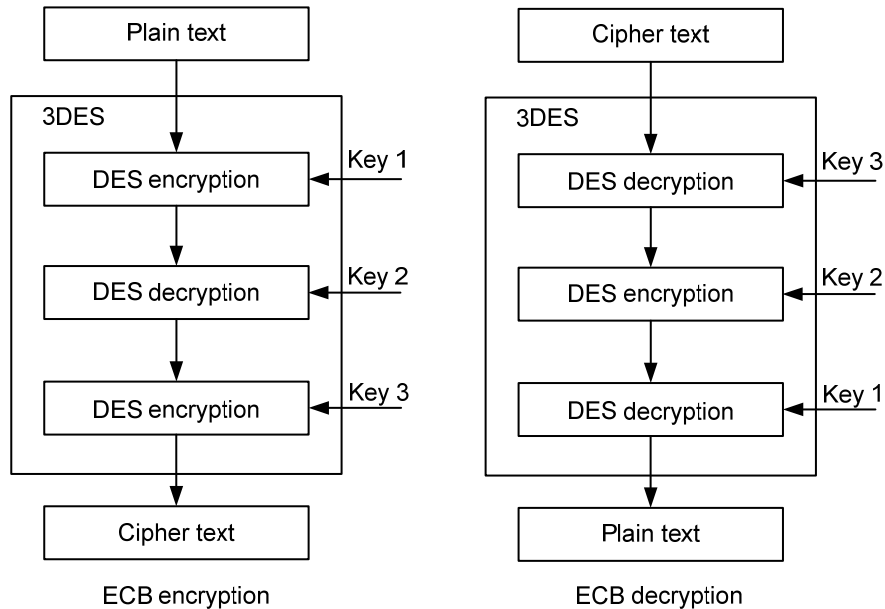 Plain text
3DES
Key 1
DES encryption
Key 2
DES decryption
Key 3
DES encryption
Cipher text
ECB encryption
Cipher text
3DES
Key 3
DES decryption
Key 2
DES encryption
Key 1
DES decryption
Plain text
ECB decryption